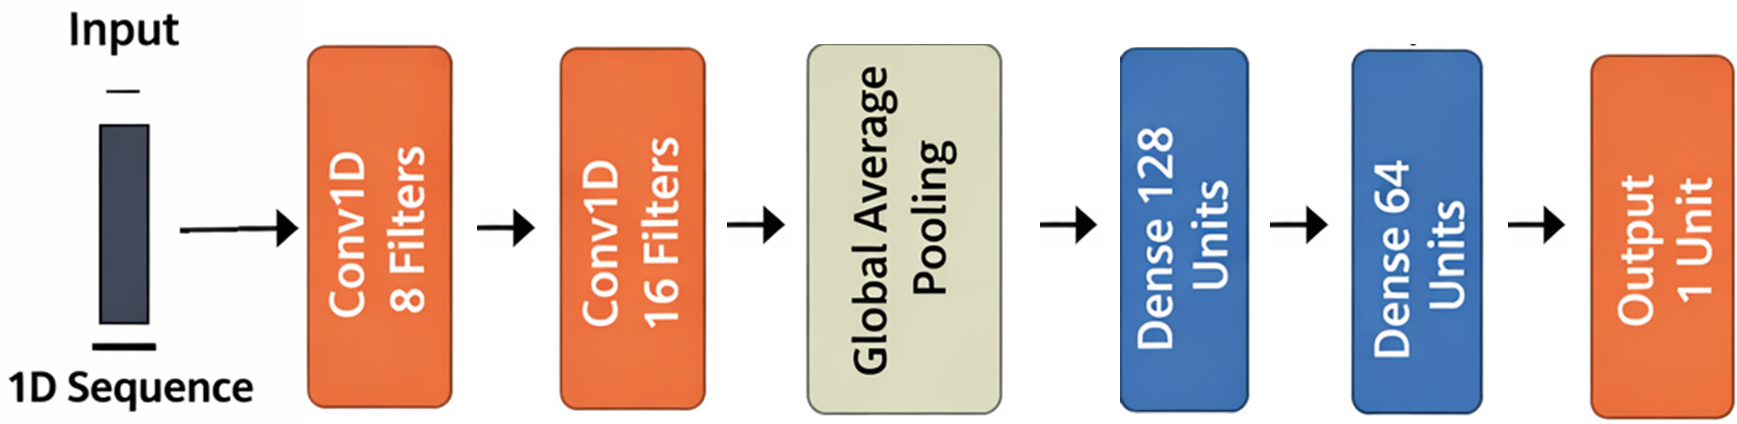 Input
1D Sequence
Conv1D
8 Filters
Conv1D
16 Filters
Global Average
Pooling
Dense 128
Units
Dense 64
Units
Output
1 Unit